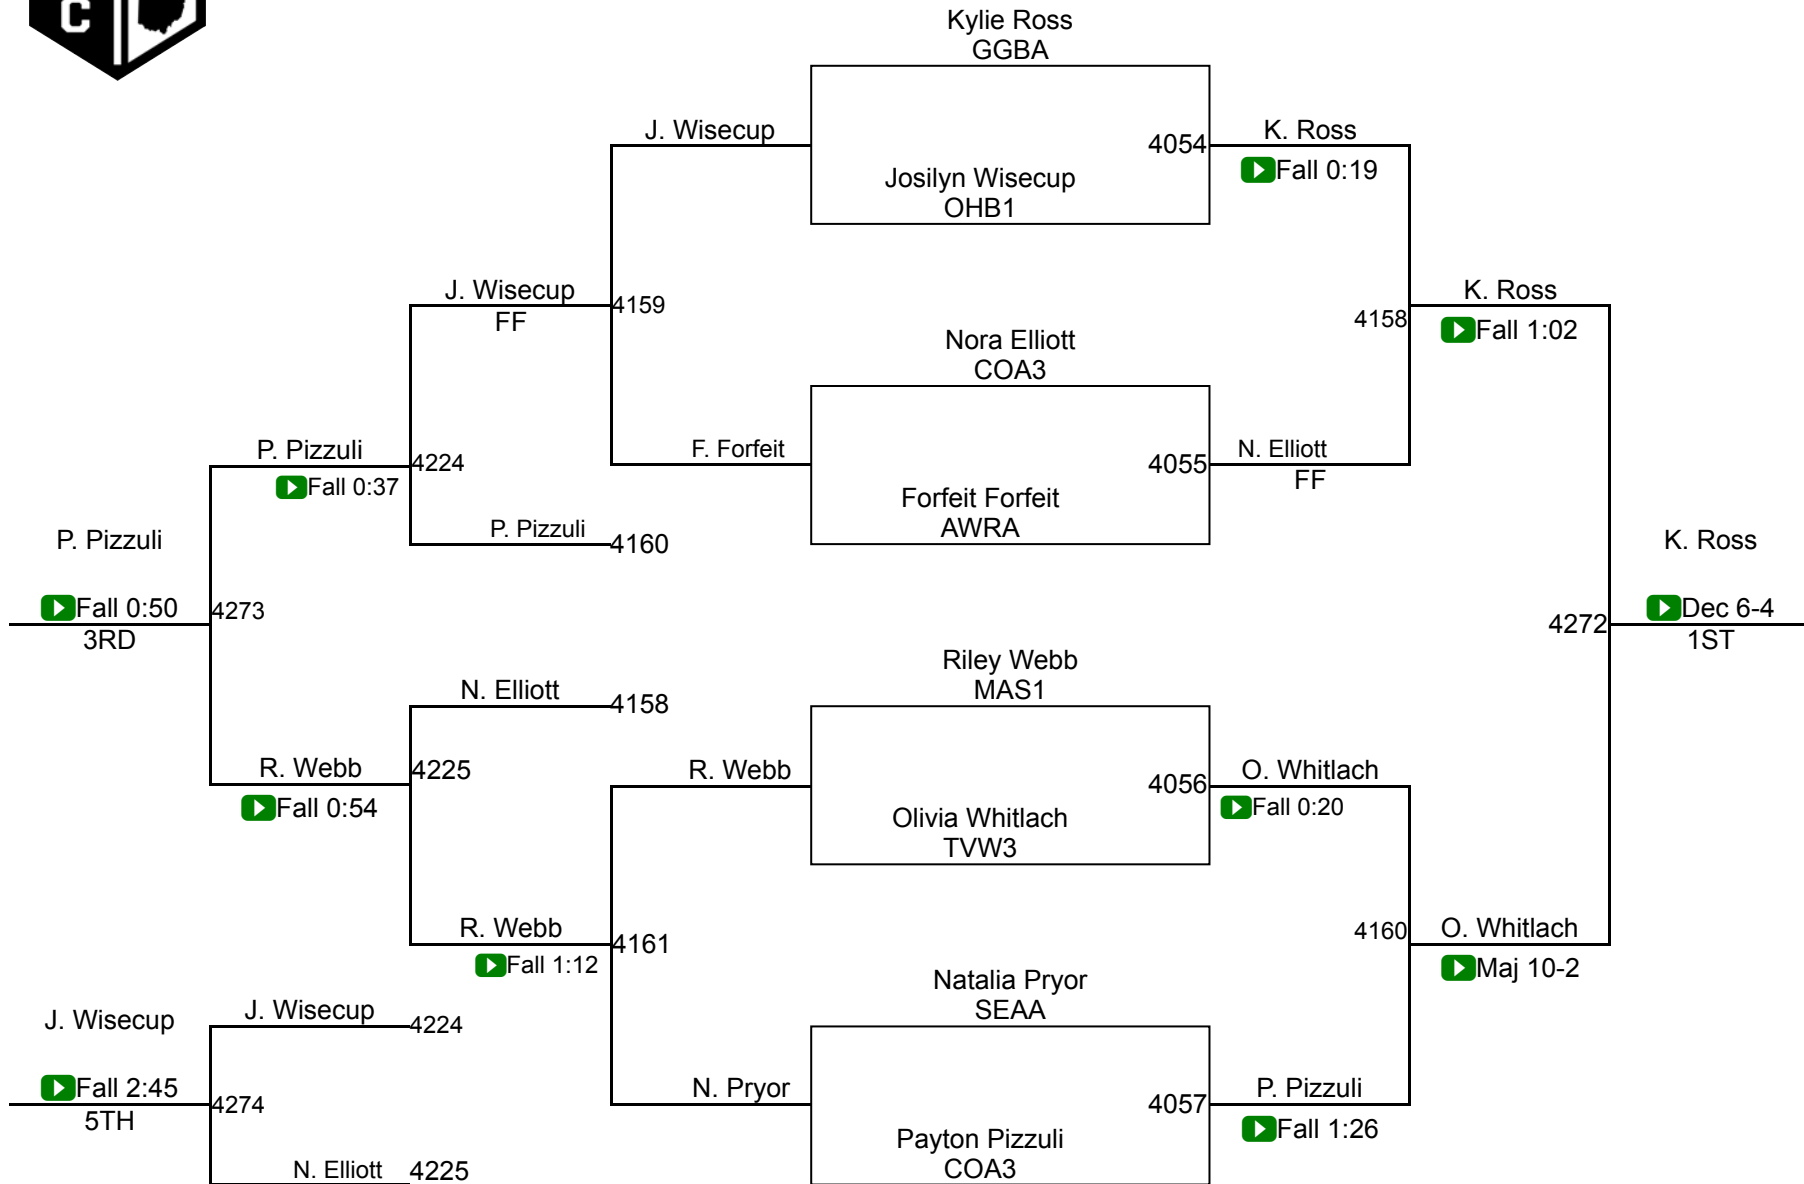 C
Kylie Ross
GGBA
J. Wisecup
4054
K. Ross
Fall 0:19
Josilyn Wisecup
OHB1
J. Wisecup
FF
4159
K. Ross
4158
Fall 1:02
Nora Elliott
COA3
P. Pizzuli
4224
Fall 0:37
F. Forfeit
4055
N. Elliott
FF
Forfeit Forfeit
AWRA
P. Pizzuli
4160
P. Pizzuli
Fall 0:50
3RD
4273
K. Ross
4272
Dec 6-4
1ST
Riley Webb
MAS1
N. Elliott
4158
R. Webb
4225
Fall 0:54
R. Webb
4056
O. Whitlach
Fall 0:20
Olivia Whitlach
TVW3
R. Webb
4161
Fall 1:12
4160
O. Whitlach
Maj 10-2
Natalia Pryor
SEAA
J. Wisecup
J. Wisecup
4224
Fall 2:45
5TH
4274
N. Pryor
4057
P. Pizzuli
Fall 1:26
Payton Pizzuli
COA3
N. Elliott
4225